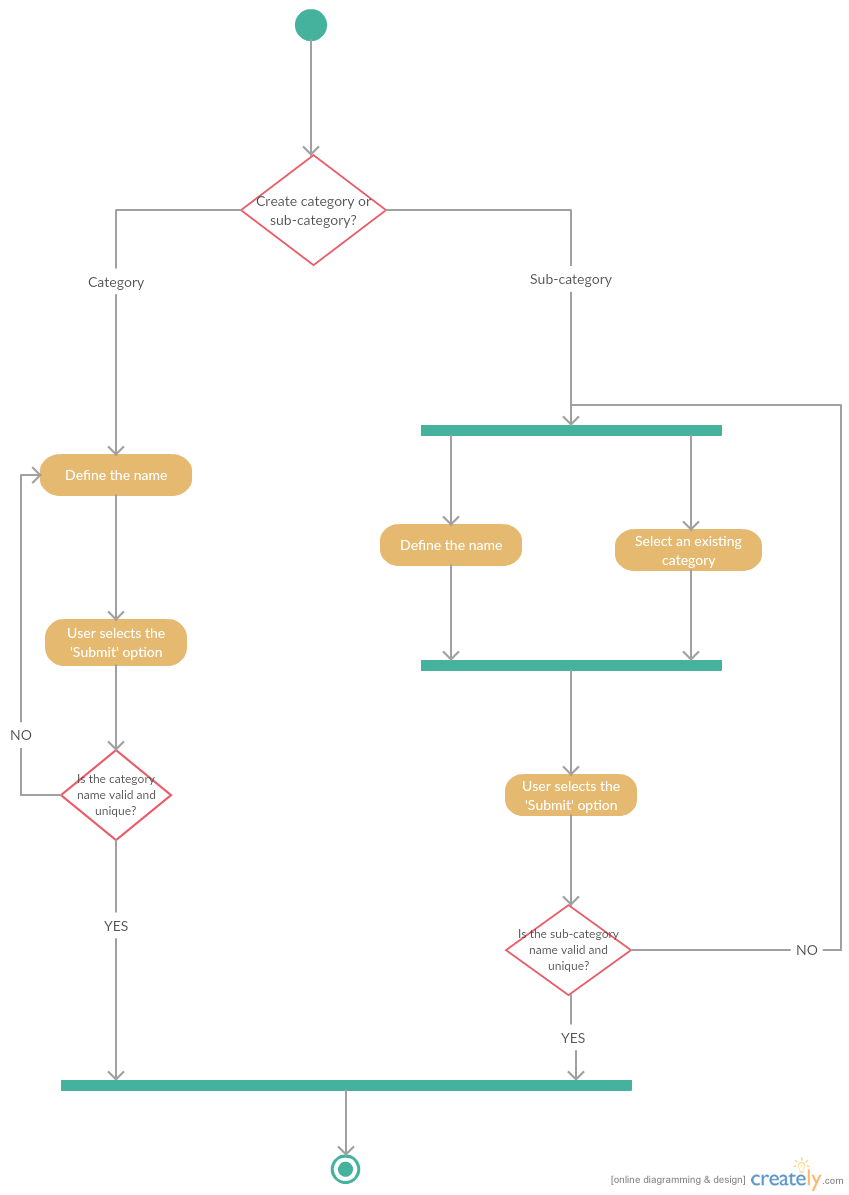 Create category or
sub-category?
Category
Sub-category
Define the name
Define the name
Select an existing
category
User selects the
'Submit' option
NO
Is the category
name valid and
unique?
User selects the
'Submit' option
YES
Is the sub-category
name valid and
unique?
NO
YES
[online diagramming & design] creately.com